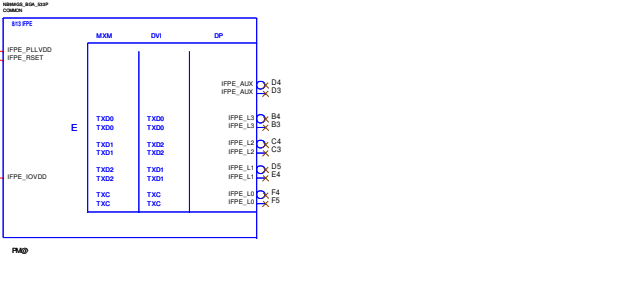 COMMON
8/13 IFPE
MXM DVI DP
IFPE_PLLVDD
IFPE_RSET
IFPE_AUX D4
IFPE_AUX D3
TXD0 TXD0 IFPE_L3 B4
E TXD0 TXD0 IFPE_L3 B3
TXD1 TXD2 IFPE_L2 C4
TXD1 TXD2 IFPE_L2 C3
TXD2 TXD1 IFPE_L1 D5
IFPE_IOVDD TXD2 TXD1 IFPE_L1 E4
TXC TXC IFPE_L0 F4
TXC TXC IFPE_L0 F5
PM@